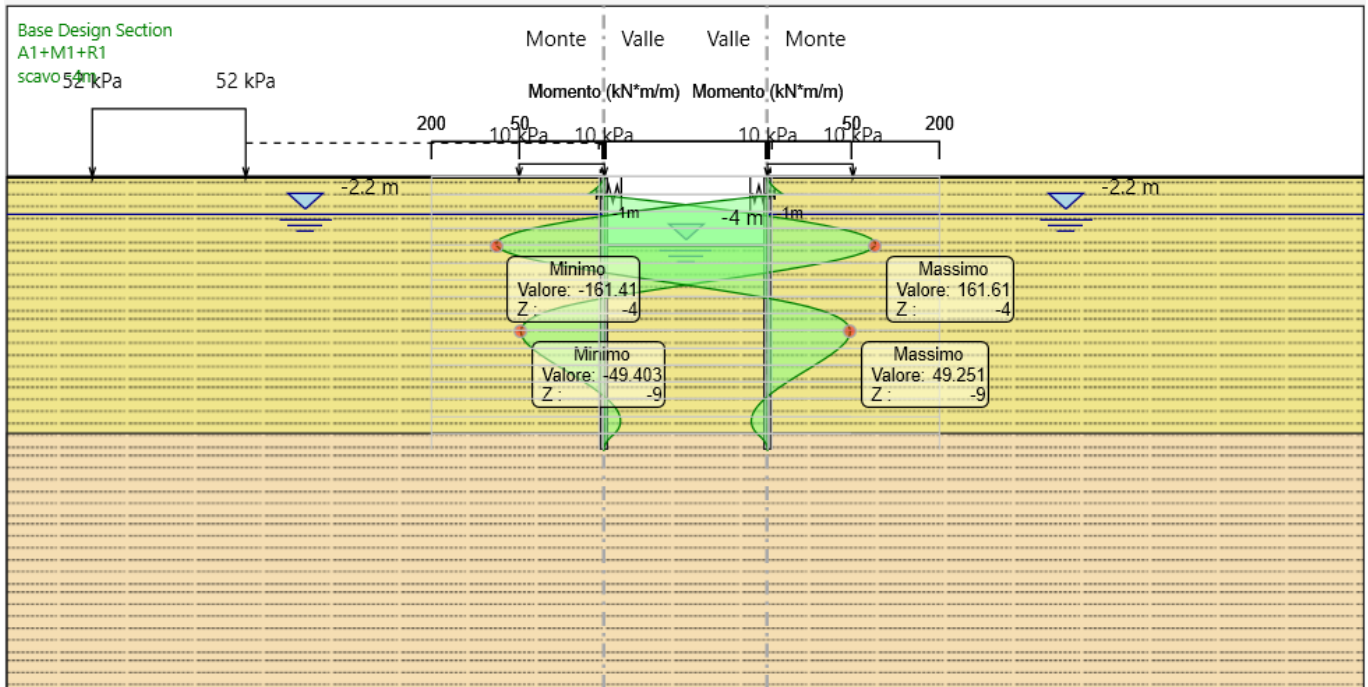 Base Design Section
A1+M1+R1
scavo -4m
52 kPa
52 kPa
Monte
Valle
Valle
Monte
Momento (kN*m/m)
Momento (kN*m/m)
200
50
50
200
10 kPa
10 kPa
10 kPa
10 kPa
-2.2 m
-2.2 m
-1m
-4 m
-1m
Minimo
Valore: -161.41
Z : -4
Massimo
Valore: 161.61
Z : -4
Minimo
Valore: -49.403
Z : -9
Massimo
Valore: 49.251
Z : -9